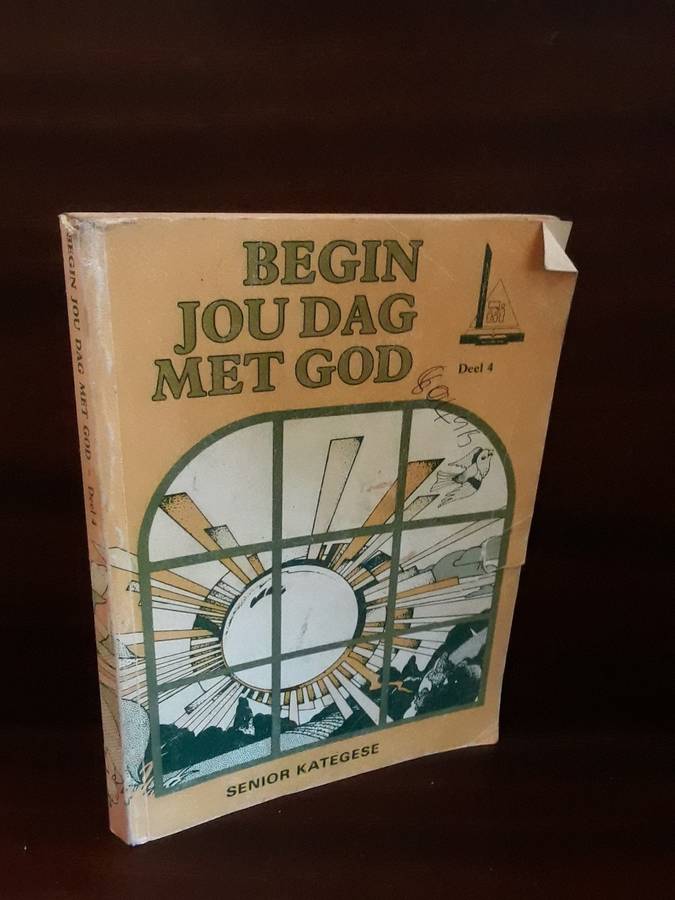 BEGIN JOU DAG MET GOD - Deel 4
BEGIN
JOU DAG
MET GOD
Deel 4
SENIOR KATEGESE